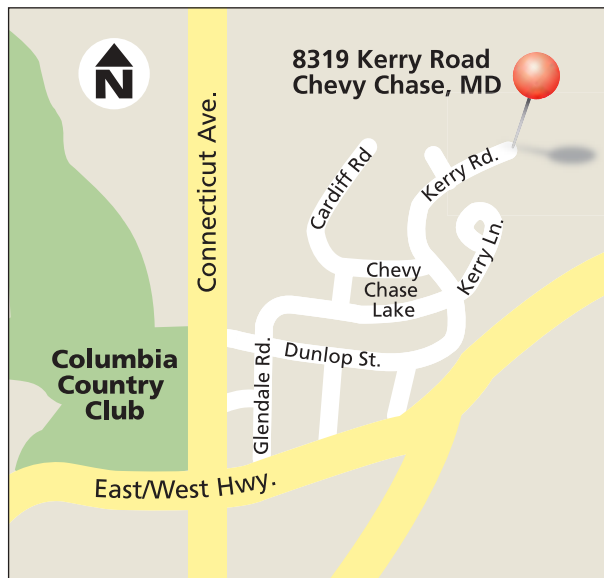 N
8319 Kerry Road
Chevy Chase, MD
Connecticut Ave.
Cardiff Rd
Kerry Rd.
Kerry Ln.
Chevy
Chase
Lake
Glendale Rd.
Dunlop St.
Columbia
Country
Club
East/West Hwy.